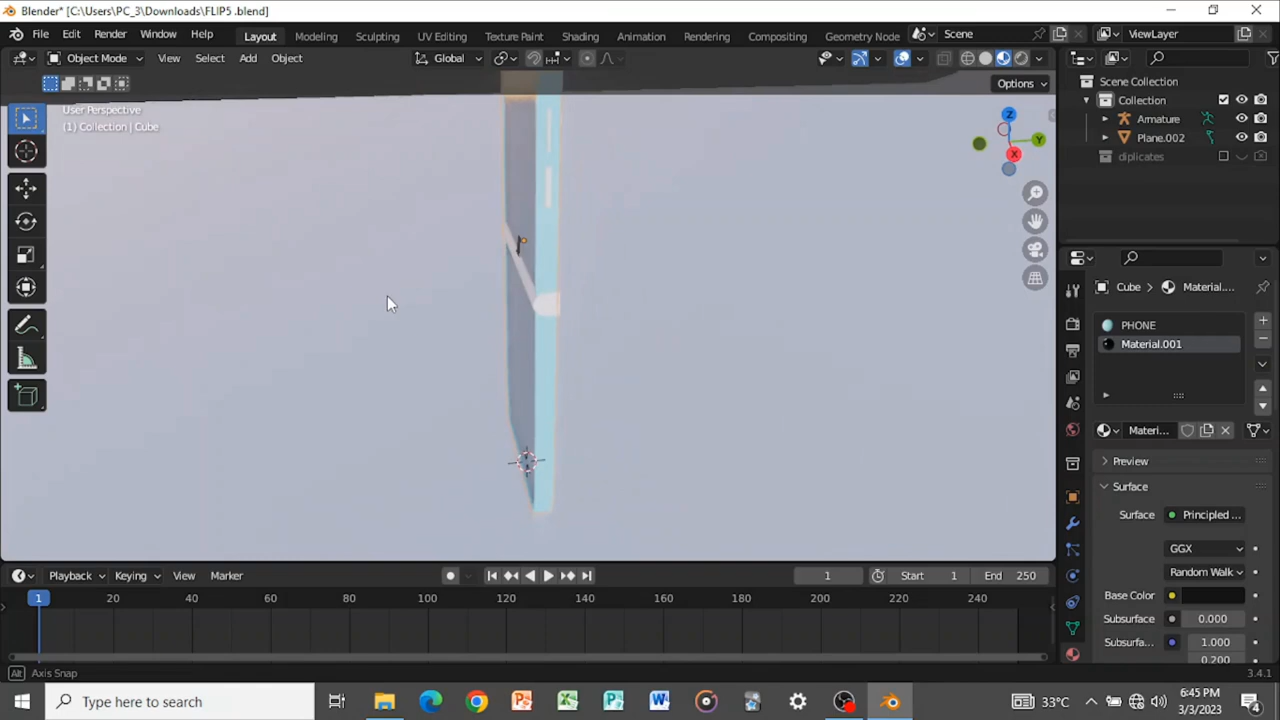 Blender* [C:\Users\PC_3\Downloads\FLIP5 .blend]
File Edit Render Window Help Layout Modeling Sculpting UV Editing Texture Paint Shading Animation Rendering Compositing Geometry Node Scene ViewLayer
Object Mode View Select Add Object Global
Options
User Perspective
(1) Collection | Cube
Z
Y
X
Scene Collection
Collection
Armature
Plane.002
diplicates
Cube Material....
PHONE
Material.001
Materi...
Preview
Surface
Surface Principled ...
GGX
Random Walk
Base Color
Subsurface 0.000
Subsurfa... 1.000
0.200
Playback Keying View Marker 1 Start 1 End 250
1 20 40 60 80 100 120 140 160 180 200 220 240
Alt Axis Snap 3.4.1
Type here to search 33°C 6:45 PM
3/3/2023
4